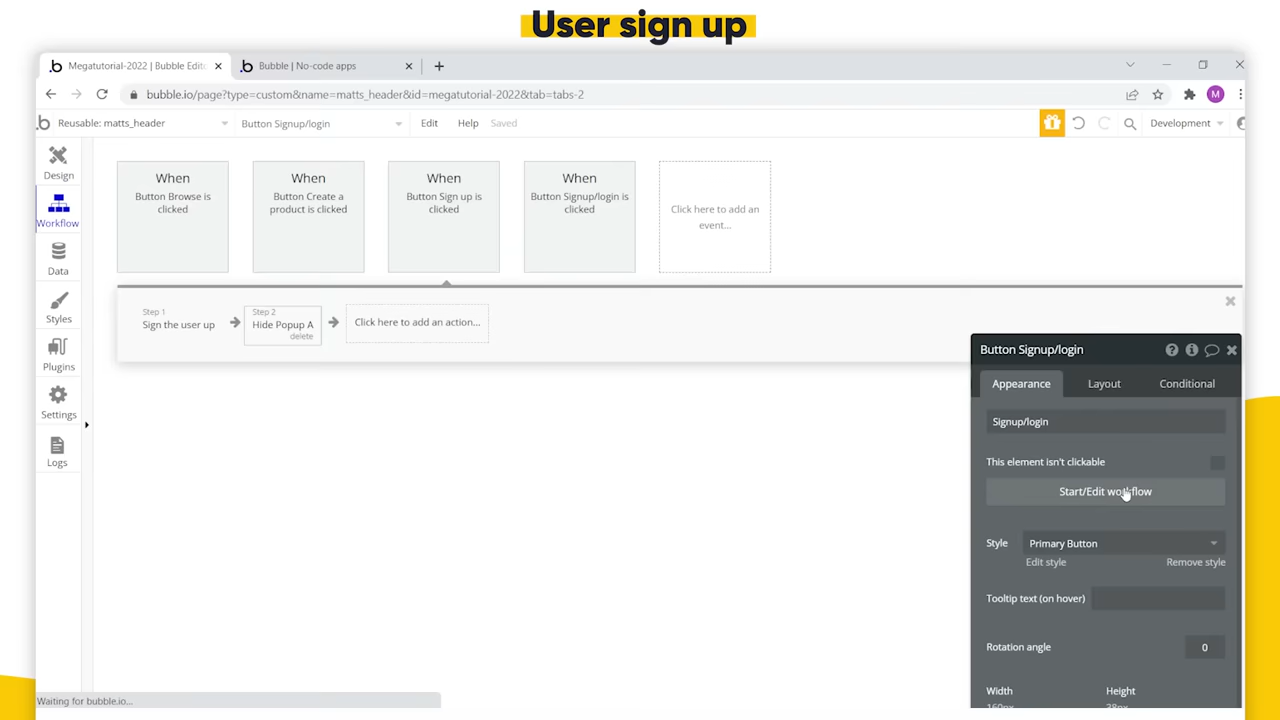 User sign up
Megatutorial-2022 | Bubble Edito
Bubble | No-code apps
bubble.io/page?type=custom&name=matts_header&id=megatutorial-2022&tab=tabs-2
M
Reusable: matts_header
Button Signup/login
Edit
Help
Saved
Development
Design
Workflow
Data
Styles
Plugins
Settings
Logs
When
Button Browse is
clicked
When
Button Create a
product is clicked
When
Button Sign up is
clicked
When
Button Signup/login is
clicked
Click here to add an
event...
Step 1
Sign the user up
Step 2
Hide Popup A
delete
Click here to add an action...
Button Signup/login
Appearance
Layout
Conditional
Signup/login
This element isn't clickable
Start/Edit workflow
Style
Primary Button
Edit style
Remove style
Tooltip text (on hover)
Rotation angle
0
Width
Height
160px
38px
Waiting for bubble.io...